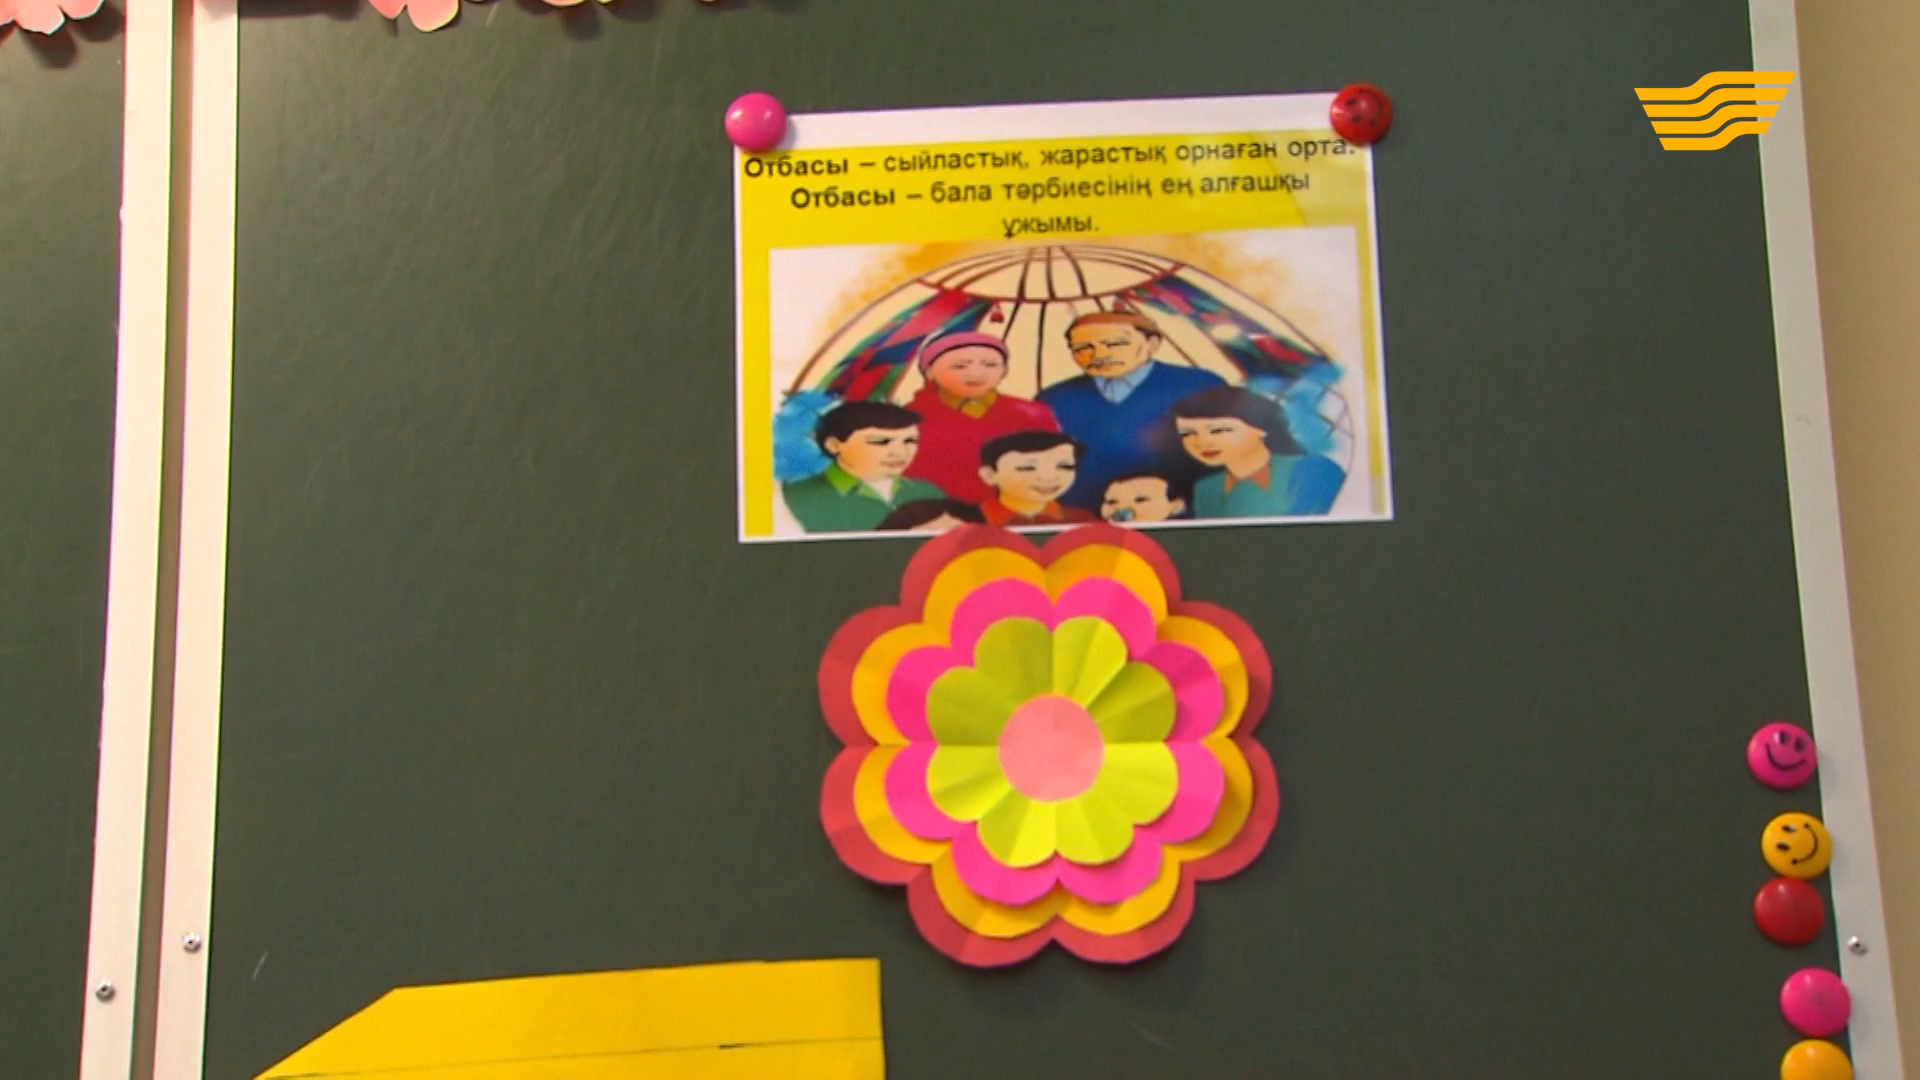 Отбасы – сыйластық, жарастық орнаған орта.
Отбасы – бала тәрбиесінің ең алғашқы
ұжымы.